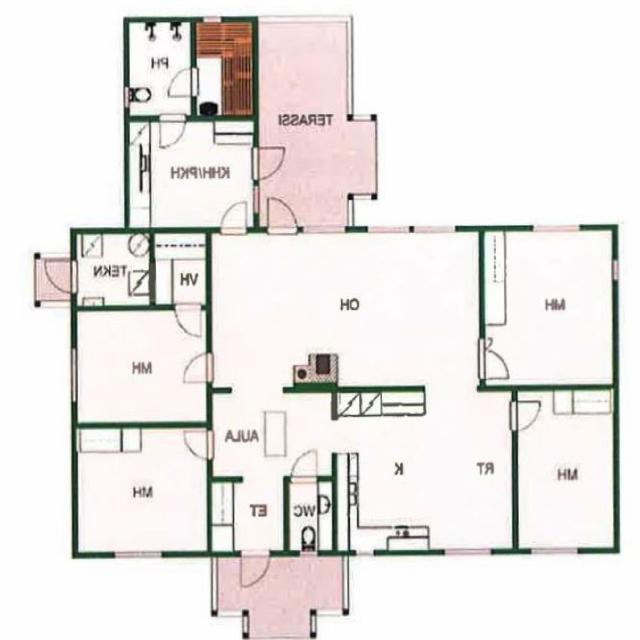 PH
TERASSI
KHH/PKH
TEKN
VH
OH
MH
MH
AULA
MH
K
RT
MH
ET
WC